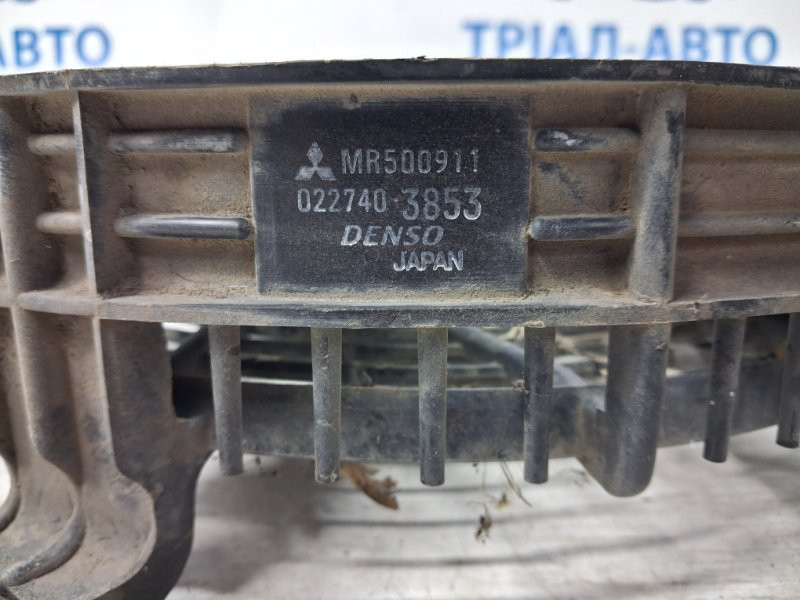 ТРІАЛ-АВТО
MR500911
022740-3853
DENSO
JAPAN